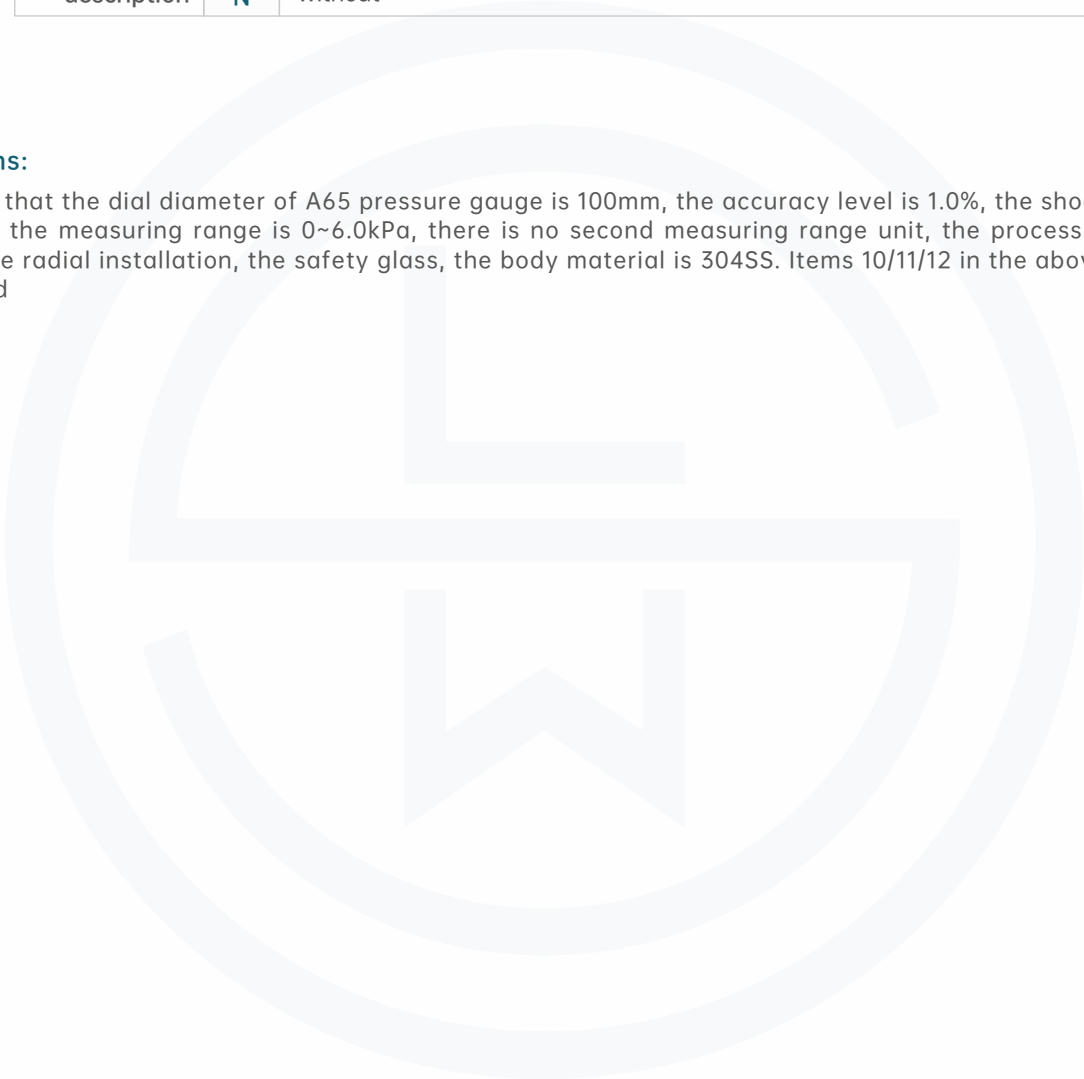 description N without
ns:
that the dial diameter of A65 pressure gauge is 100mm, the accuracy level is 1.0%, the sho
the measuring range is 0~6.0kPa, there is no second measuring range unit, the process
e radial installation, the safety glass, the body material is 304SS. Items 10/11/12 in the abov
d